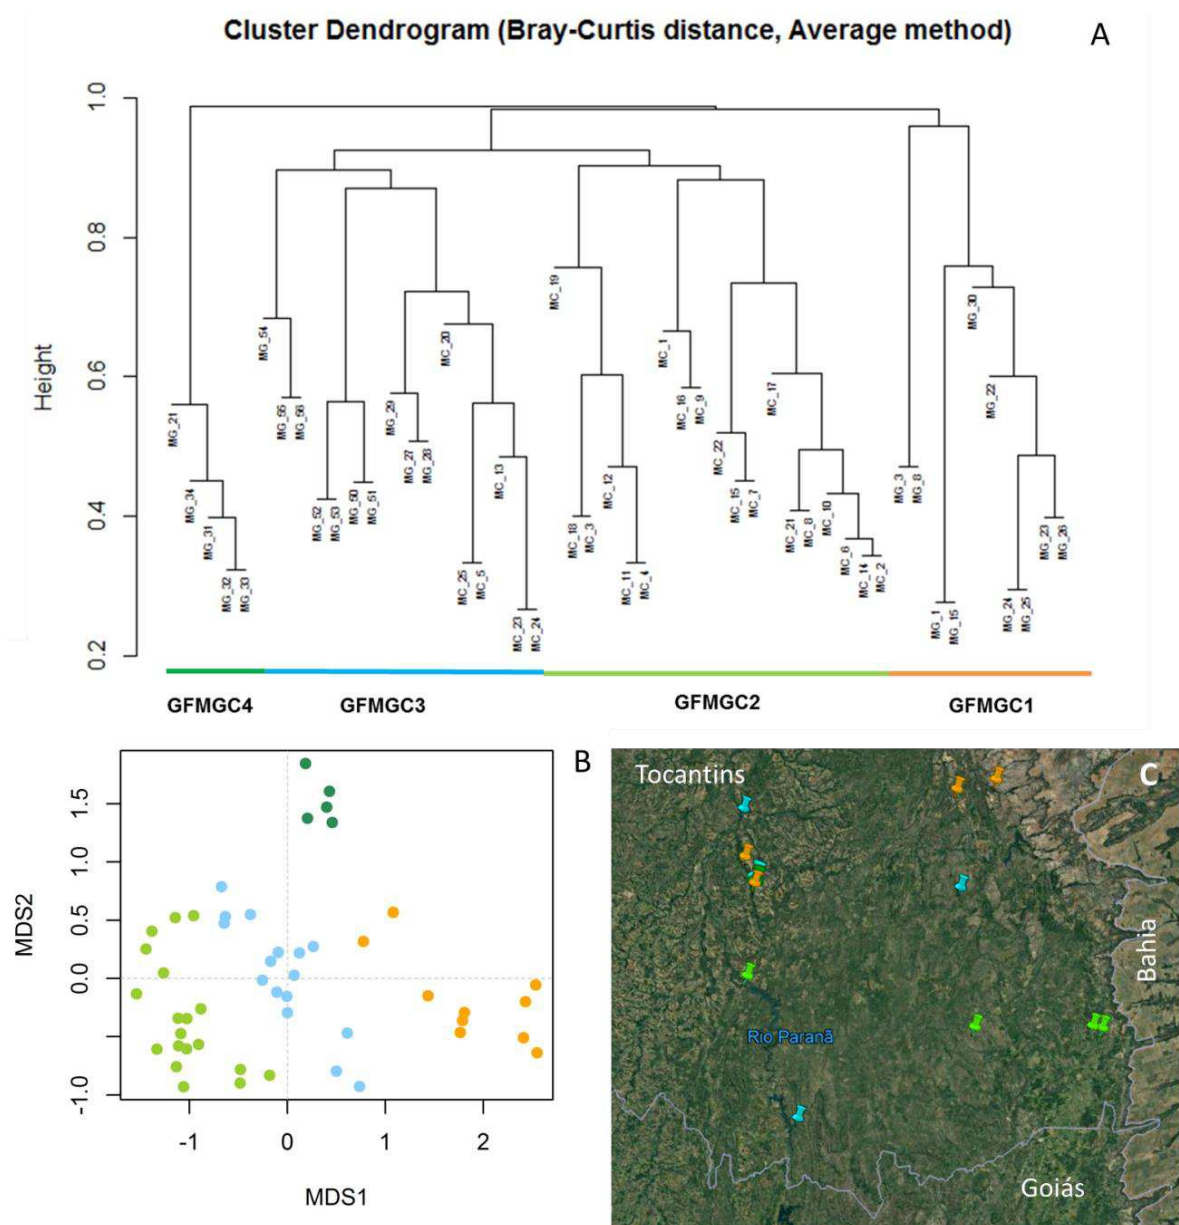 Cluster Dendrogram (Bray-Curtis distance, Average method)
A
Height
1.0
0.8
0.6
0.4
0.2
MG_21
MG_34
MG_31
MG_32
MG_33
MG_54
MG_55
MG_56
MG_52
MG_53
MG_50
MG_51
MG_29
MG_27
MG_28
MC_20
MC_25
MC_5
MC_13
MC_23
MC_24
MC_19
MC_18
MC_3
MC_12
MC_11
MC_4
MC_1
MC_16
MC_9
MC_22
MC_15
MC_7
MC_17
MC_21
MC_8
MC_10
MC_6
MC_14
MC_2
MG_3
MG_8
MG_1
MG_15
MG_30
MG_22
MG_24
MG_25
MG_23
MG_26
GFMGC4
GFMGC3
GFMGC2
GFMGC1
B
MDS2
1.5
1.0
0.5
0.0
-1.0
-1
0
1
2
MDS1
Tocantins
C
Bahia
Rio Paranã
Goiás